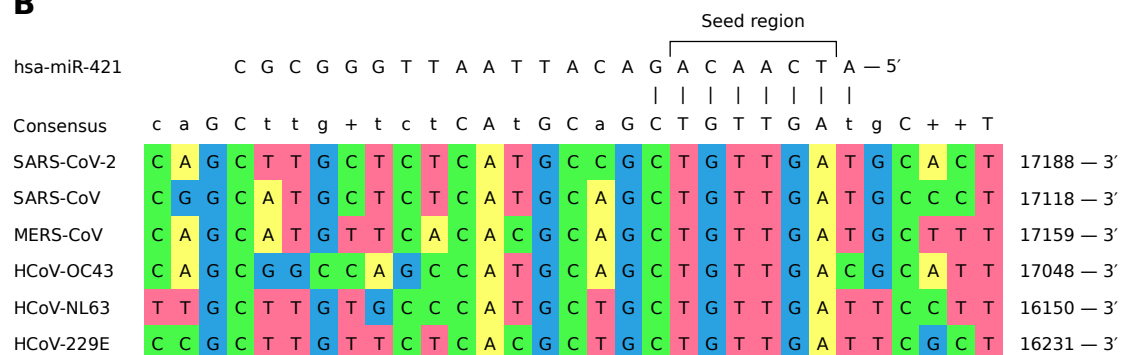 B
Seed region
hsa-miR-421 C G C G G G T T A A T T A C A G A C A A C T A — 5′
| | | | | | | |
Consensus c a G C t t g + t c t C A t G C a G C T G T T G A t g C + + T
SARS-CoV-2 C A G C T T G C T C T C A T G C C G C T G T T G A T G C A C T 17188 — 3′
SARS-CoV C G G C A T G C T C T C A T G C A G C T G T T G A T G C C C T 17118 — 3′
MERS-CoV C A G C A T G T T C A C A C G C A G C T G T T G A T G C T T T 17159 — 3′
HCoV-OC43 C A G C G G C C A G C C A T G C A G C T G T T G A C G C A T T 17048 — 3′
HCoV-NL63 T T G C T T G T G C C C A T G C T G C T G T T G A T T C C T T 16150 — 3′
HCoV-229E C C G C T T G T T C T C A C G C T G C T G T T G A T T C G C T 16231 — 3′